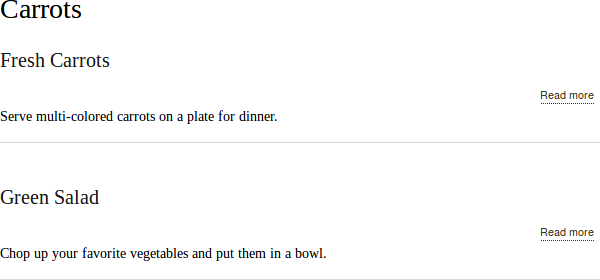 Carrots
Fresh Carrots
Read more
Serve multi-colored carrots on a plate for dinner.
Green Salad
Read more
Chop up your favorite vegetables and put them in a bowl.